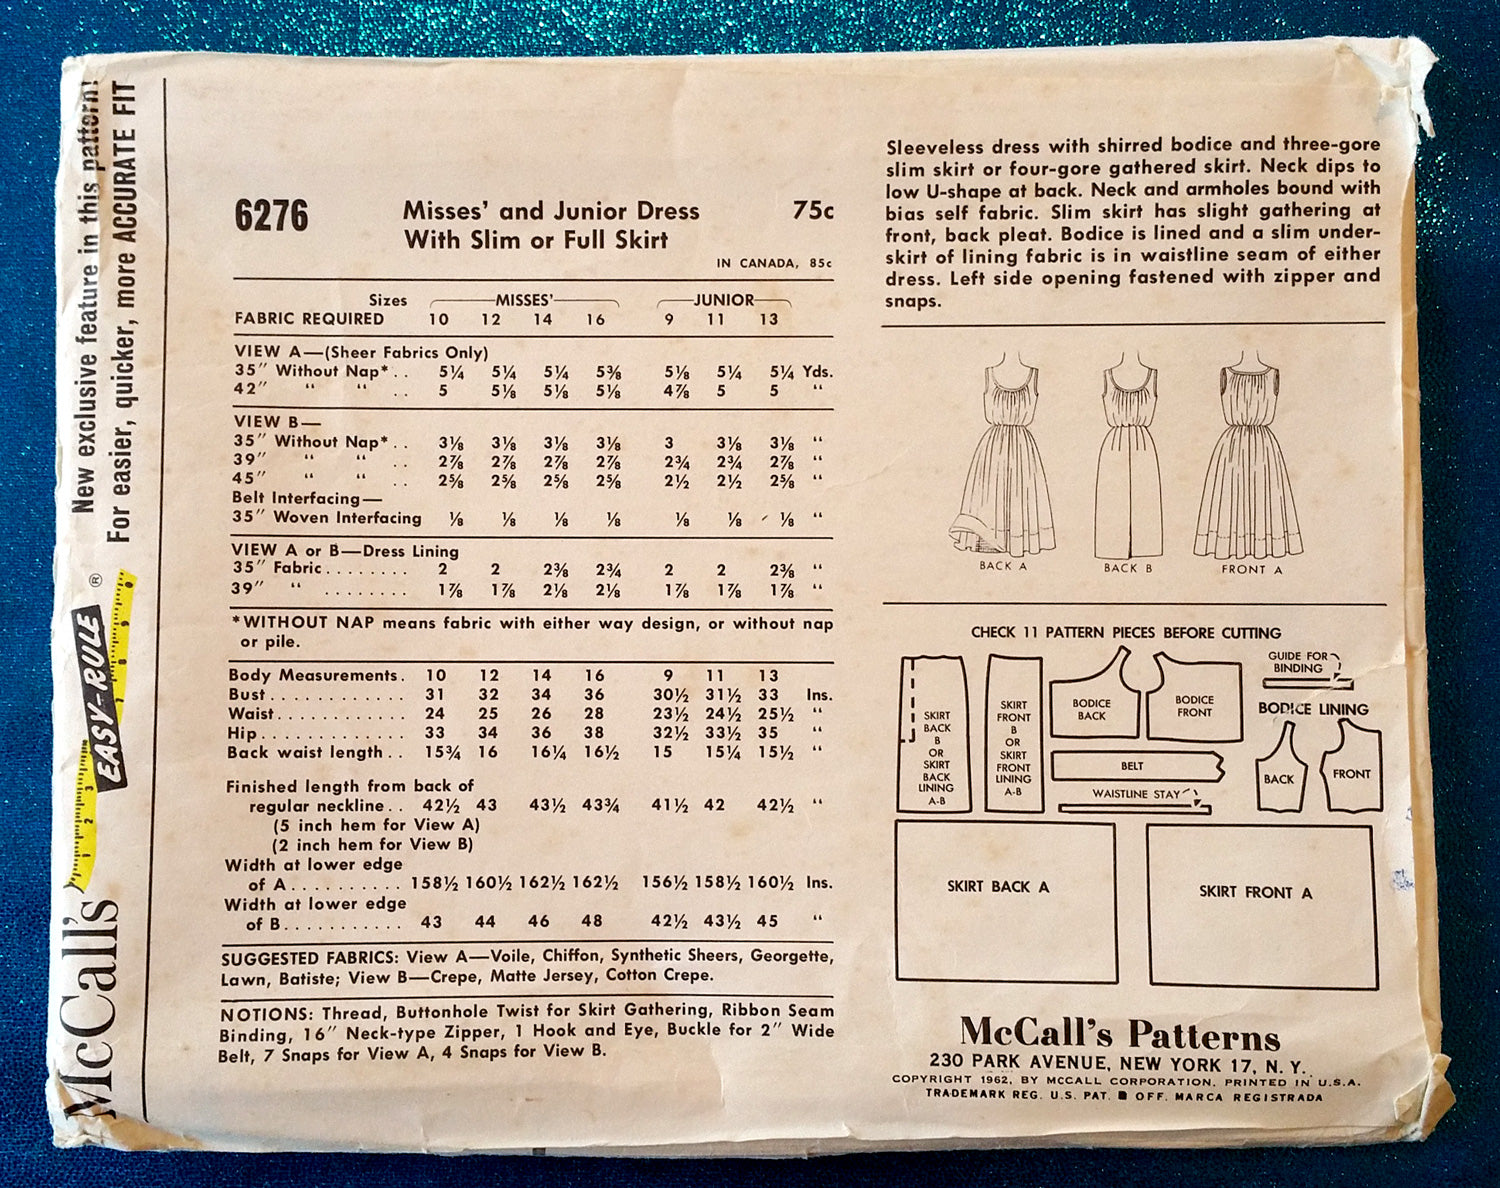 New exclusive feature in this pattern!
For easier, quicker, more ACCURATE FIT
EASY-RULE ®
McCall's
6276 Misses' and Junior Dress 75c
With Slim or Full Skirt
IN CANADA, 85c
Sizes MISSES' JUNIOR
FABRIC REQUIRED 10 12 14 16 9 11 13
VIEW A—(Sheer Fabrics Only)
35" Without Nap*.. 5¼ 5¼ 5¼ 5⅜ 5⅛ 5¼ 5¼ Yds.
42" " " .. 5 5⅛ 5⅛ 5⅛ 4⅞ 5 5 "
VIEW B—
35" Without Nap*.. 3⅛ 3⅛ 3⅛ 3⅛ 3 3⅛ 3⅛ "
39" " " .. 2⅞ 2⅞ 2⅞ 2⅞ 2¾ 2¾ 2⅞ "
45" " " .. 2⅝ 2⅝ 2⅝ 2⅝ 2½ 2½ 2⅝ "
Belt Interfacing—
35" Woven Interfacing ⅛ ⅛ ⅛ ⅛ ⅛ ⅛ ⅛ "
VIEW A or B—Dress Lining
35" Fabric........ 2 2 2⅜ 2¾ 2 2 2⅜ "
39" " ........ 1⅞ 1⅞ 2⅛ 2⅛ 1⅞ 1⅞ 1⅞ "
*WITHOUT NAP means fabric with either way design, or without nap
or pile.
Body Measurements. 10 12 14 16 9 11 13
Bust............ 31 32 34 36 30½ 31½ 33 Ins.
Waist............ 24 25 26 28 23½ 24½ 25½ "
Hip............. 33 34 36 38 32½ 33½ 35 "
Back waist length.. 15¾ 16 16¼ 16½ 15 15¼ 15½ "
Finished length from back of
regular neckline.. 42½ 43 43½ 43¾ 41½ 42 42½ "
(5 inch hem for View A)
(2 inch hem for View B)
Width at lower edge
of A.......... 158½ 160½ 162½ 162½ 156½ 158½ 160½ Ins.
Width at lower edge
of B........... 43 44 46 48 42½ 43½ 45 "
SUGGESTED FABRICS: View A—Voile, Chiffon, Synthetic Sheers, Georgette,
Lawn, Batiste; View B—Crepe, Matte Jersey, Cotton Crepe.
NOTIONS: Thread, Buttonhole Twist for Skirt Gathering, Ribbon Seam
Binding, 16" Neck-type Zipper, 1 Hook and Eye, Buckle for 2" Wide
Belt, 7 Snaps for View A, 4 Snaps for View B.
Sleeveless dress with shirred bodice and three-gore
slim skirt or four-gore gathered skirt. Neck dips to
low U-shape at back. Neck and armholes bound with
bias self fabric. Slim skirt has slight gathering at
front, back pleat. Bodice is lined and a slim under-
skirt of lining fabric is in waistline seam of either
dress. Left side opening fastened with zipper and
snaps.
BACK A BACK B FRONT A
CHECK 11 PATTERN PIECES BEFORE CUTTING
SKIRT
BACK
B
OR
SKIRT
BACK
LINING
A-B
SKIRT
FRONT
B
OR
SKIRT
FRONT
LINING
A-B
BODICE
BACK
BODICE
FRONT
GUIDE FOR
BINDING
BODICE LINING
BELT
WAISTLINE STAY
BACK
FRONT
SKIRT BACK A
SKIRT FRONT A
McCall's Patterns
230 PARK AVENUE, NEW YORK 17, N. Y.
COPYRIGHT 1962, BY MCCALL CORPORATION, PRINTED IN U.S.A.
TRADEMARK REG. U.S. PAT. ■ OFF. MARCA REGISTRADA